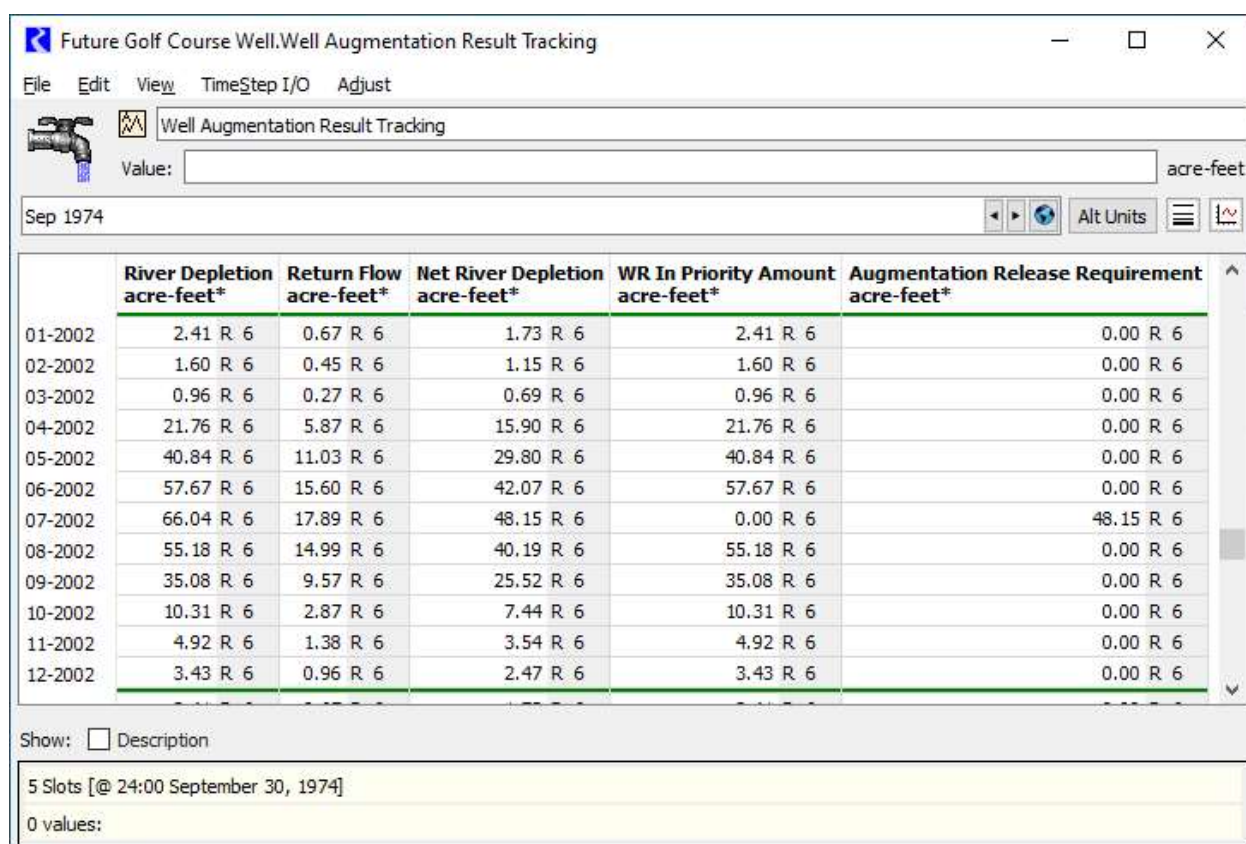 Future Golf Course Well.Well Augmentation Result Tracking
File Edit View TimeStep I/O Adjust
Well Augmentation Result Tracking
Value: acre-feet
Sep 1974 Alt Units
River Depletion Return Flow Net River Depletion WR In Priority Amount Augmentation Release Requirement
acre-feet* acre-feet* acre-feet* acre-feet* acre-feet*
01-2002 2.41 R 6 0.67 R 6 1.73 R 6 2.41 R 6 0.00 R 6
02-2002 1.60 R 6 0.45 R 6 1.15 R 6 1.60 R 6 0.00 R 6
03-2002 0.96 R 6 0.27 R 6 0.69 R 6 0.96 R 6 0.00 R 6
04-2002 21.76 R 6 5.87 R 6 15.90 R 6 21.76 R 6 0.00 R 6
05-2002 40.84 R 6 11.03 R 6 29.80 R 6 40.84 R 6 0.00 R 6
06-2002 57.67 R 6 15.60 R 6 42.07 R 6 57.67 R 6 0.00 R 6
07-2002 66.04 R 6 17.89 R 6 48.15 R 6 0.00 R 6 48.15 R 6
08-2002 55.18 R 6 14.99 R 6 40.19 R 6 55.18 R 6 0.00 R 6
09-2002 35.08 R 6 9.57 R 6 25.52 R 6 35.08 R 6 0.00 R 6
10-2002 10.31 R 6 2.87 R 6 7.44 R 6 10.31 R 6 0.00 R 6
11-2002 4.92 R 6 1.38 R 6 3.54 R 6 4.92 R 6 0.00 R 6
12-2002 3.43 R 6 0.96 R 6 2.47 R 6 3.43 R 6 0.00 R 6
Show: Description
5 Slots [@ 24:00 September 30, 1974]
0 values: